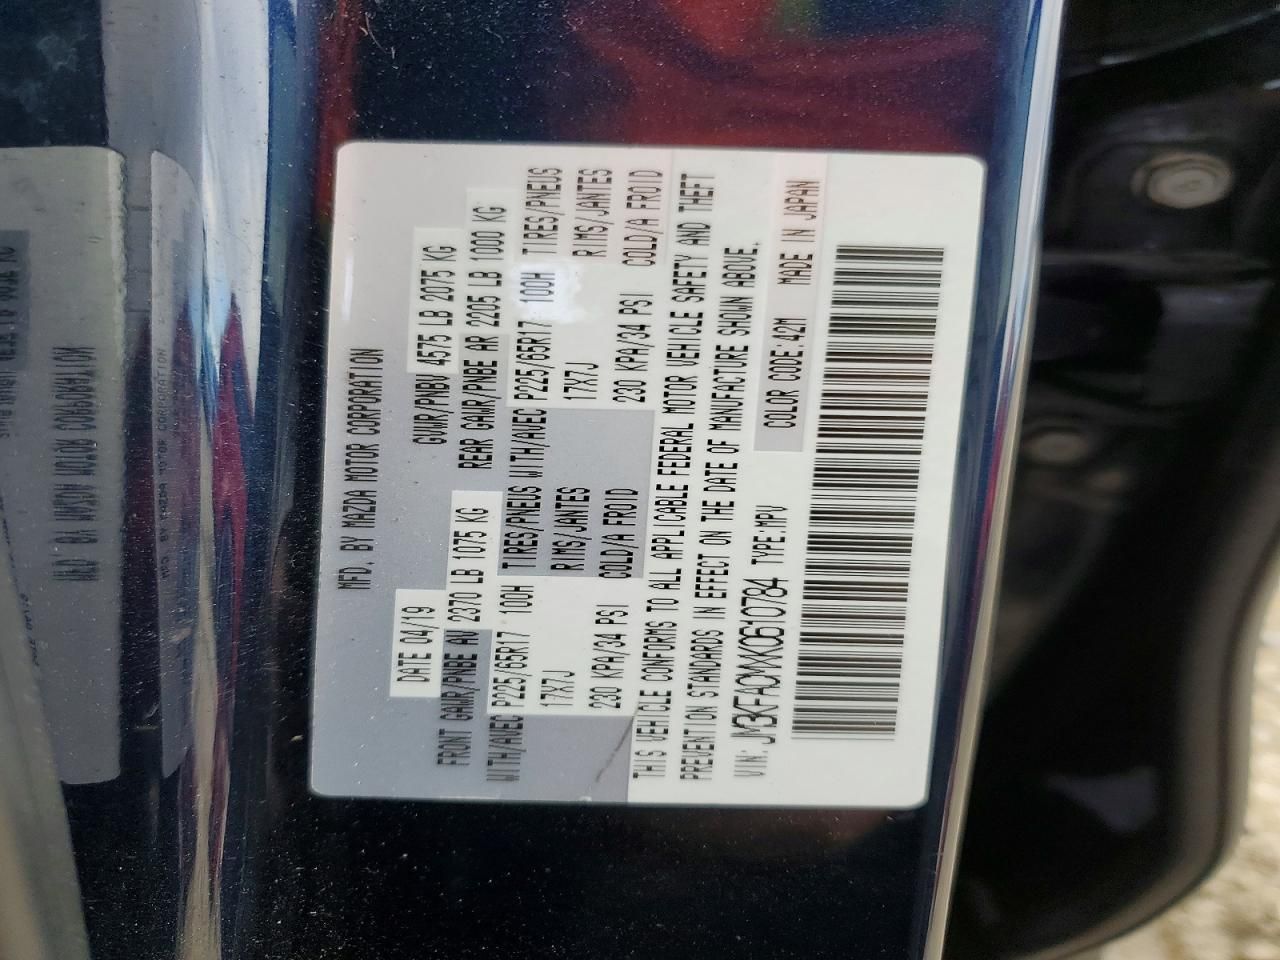 MFD. BY MAZDA MOTOR CORPORATION
DATE 04/19 GVWR/PNBV 4575 LB 2075 KG
FRONT GAWR/PNBE AV 2370 LB 1075 KG REAR GAWR/PNBE AR 2205 LB 1000 KG
WITH/AVEC P225/65R17 100H TIRES/PNEUS WITH/AVEC P225/65R17 100H TIRES/PNEUS
17X7J RIMS/JANTES 17X7J RIMS/JANTES
230 KPA/34 PSI COLD/A FROID 230 KPA/34 PSI COLD/A FROID
THIS VEHICLE CONFORMS TO ALL APPLICABLE FEDERAL MOTOR VEHICLE SAFETY AND THEFT
PREVENTION STANDARDS IN EFFECT ON THE DATE OF MANUFACTURE SHOWN ABOVE.
VIN: JM3KFACMXK0610784 TYPE:MPV COLOR CODE:42M MADE IN JAPAN